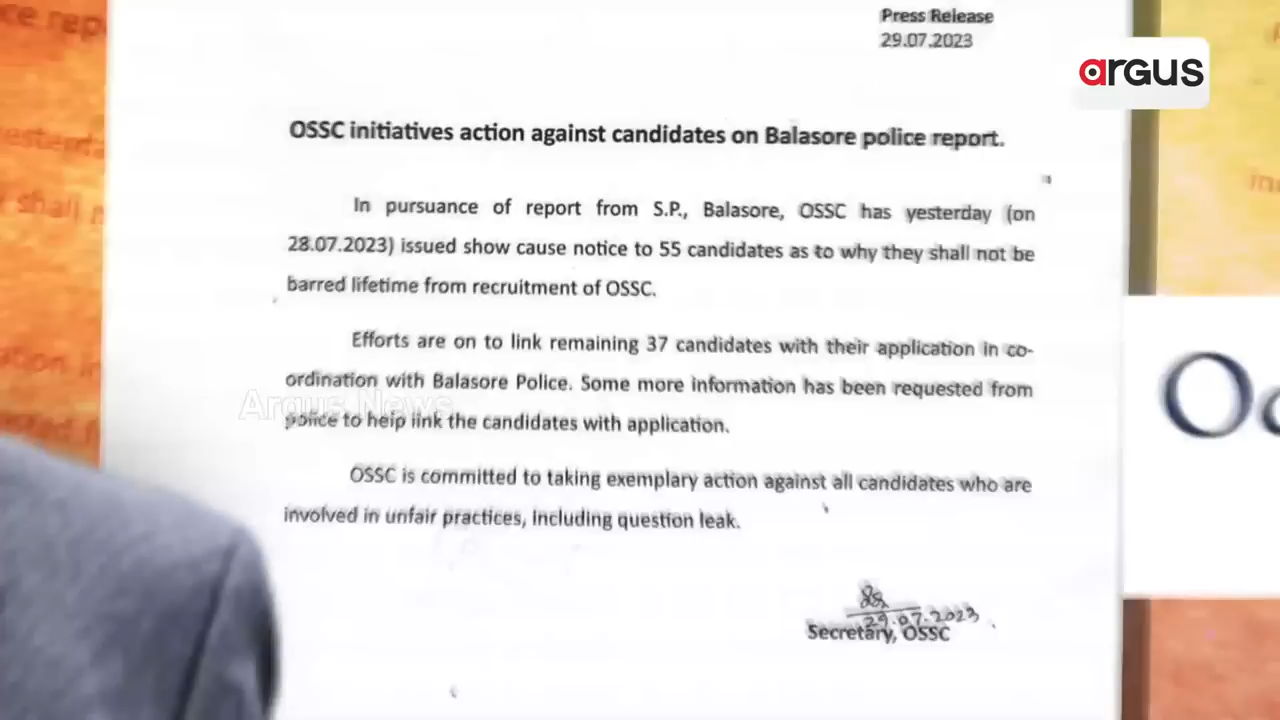 Press Release
29.07.2023
argus
OSSC initiatives action against candidates on Balasore police report.
In pursuance of report from S.P., Balasore, OSSC has yesterday (on
28.07.2023) issued show cause notice to 55 candidates as to why they shall not be
barred lifetime from recruitment of OSSC.
Efforts are on to link remaining 37 candidates with their application in co-
ordination with Balasore Police. Some more information has been requested from
Argus News
police to help link the candidates with application.
OSSC is committed to taking exemplary action against all candidates who are
involved in unfair practices, including question leak.
29.07.2023
Secretary, OSSC